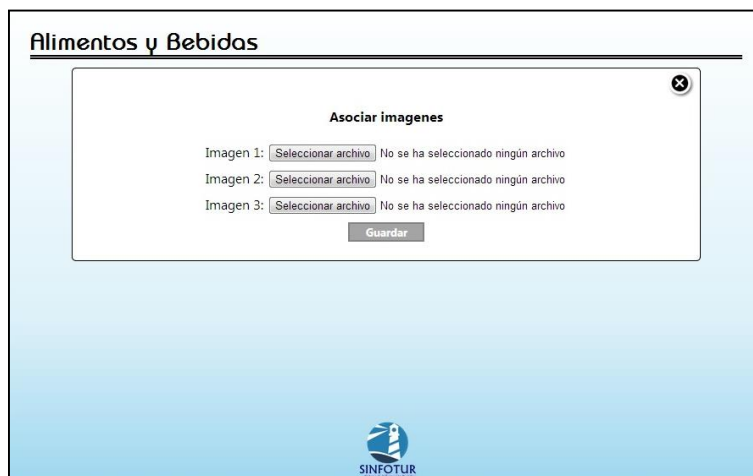 Alimentos y Bebidas
Asociar imagenes
Imagen 1: Seleccionar archivo No se ha seleccionado ningún archivo
Imagen 2: Seleccionar archivo No se ha seleccionado ningún archivo
Imagen 3: Seleccionar archivo No se ha seleccionado ningún archivo
Guardar
SINFOTUR